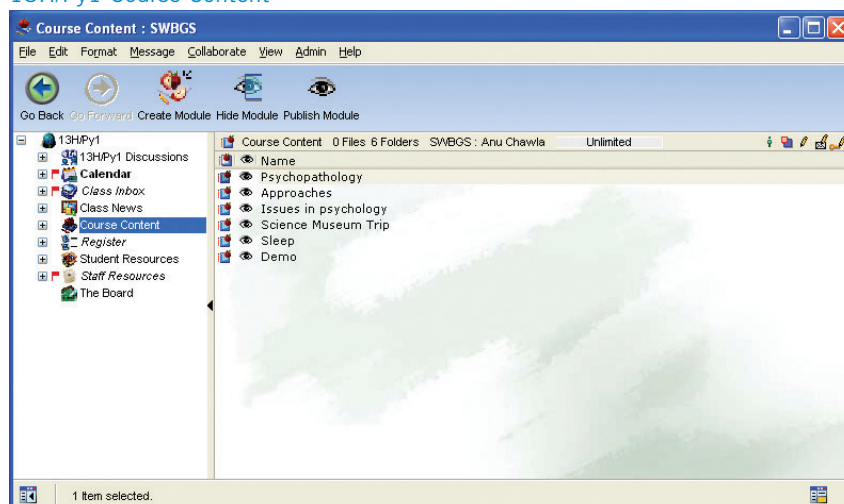 13H/Py1 Course Content
Course Content : SWBGS
File Edit Format Message Collaborate View Admin Help
Go Back Go Forward Create Module Hide Module Publish Module
13H/Py1
13H/Py1 Discussions
Calendar
Class Inbox
Class News
Course Content
Register
Student Resources
Staff Resources
The Board
Course Content 0 Files 6 Folders SWBGS : Anu Chawla Unlimited
Name
Psychopathology
Approaches
Issues in psychology
Science Museum Trip
Sleep
Demo
1 Item selected.